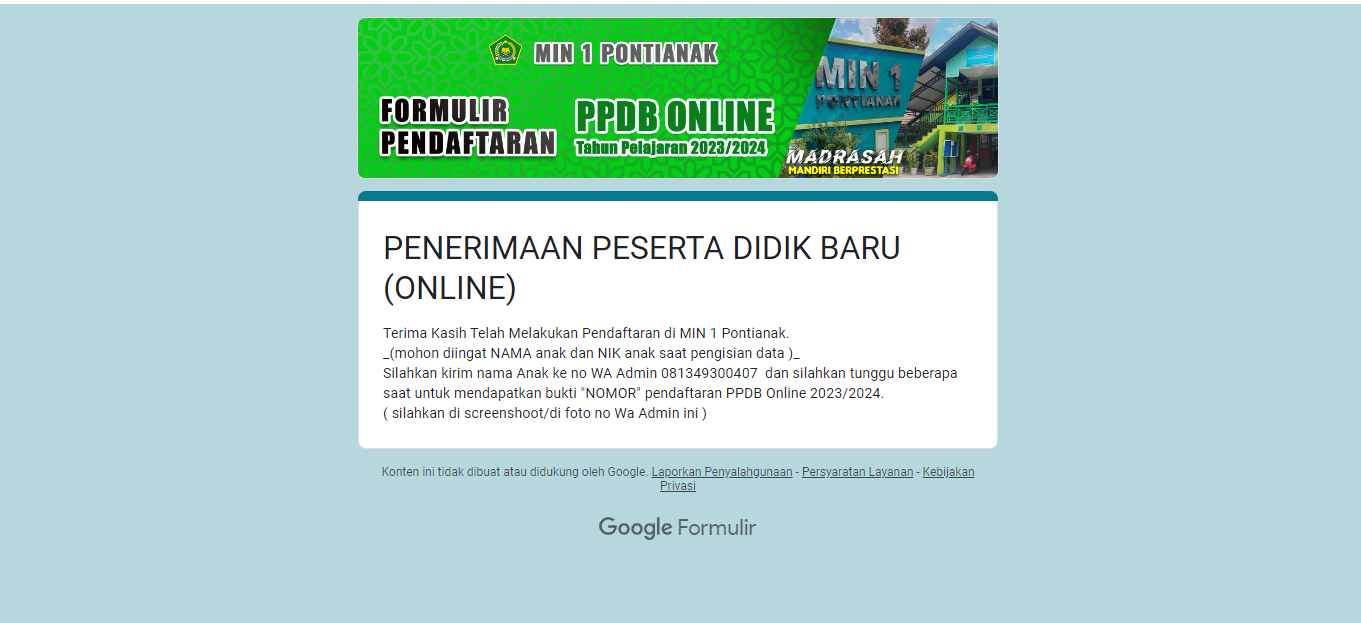 MIN 1 PONTIANAK
FORMULIR
PENDAFTARAN
PPDB ONLINE
Tahun Pelajaran 2023/2024
MIN 1
PONTIANAK
MADRASAH
MANDIRI BERPRESTASI
PENERIMAAN PESERTA DIDIK BARU
(ONLINE)
Terima Kasih Telah Melakukan Pendaftaran di MIN 1 Pontianak.
_(mohon diingat NAMA anak dan NIK anak saat pengisian data )_
Silahkan kirim nama Anak ke no WA Admin 081349300407  dan silahkan tunggu beberapa
saat untuk mendapatkan bukti "NOMOR" pendaftaran PPDB Online 2023/2024.
( silahkan di screenshoot/di foto no Wa Admin ini )
Konten ini tidak dibuat atau didukung oleh Google. Laporkan Penyalahgunaan - Persyaratan Layanan - Kebijakan
Privasi
Google Formulir